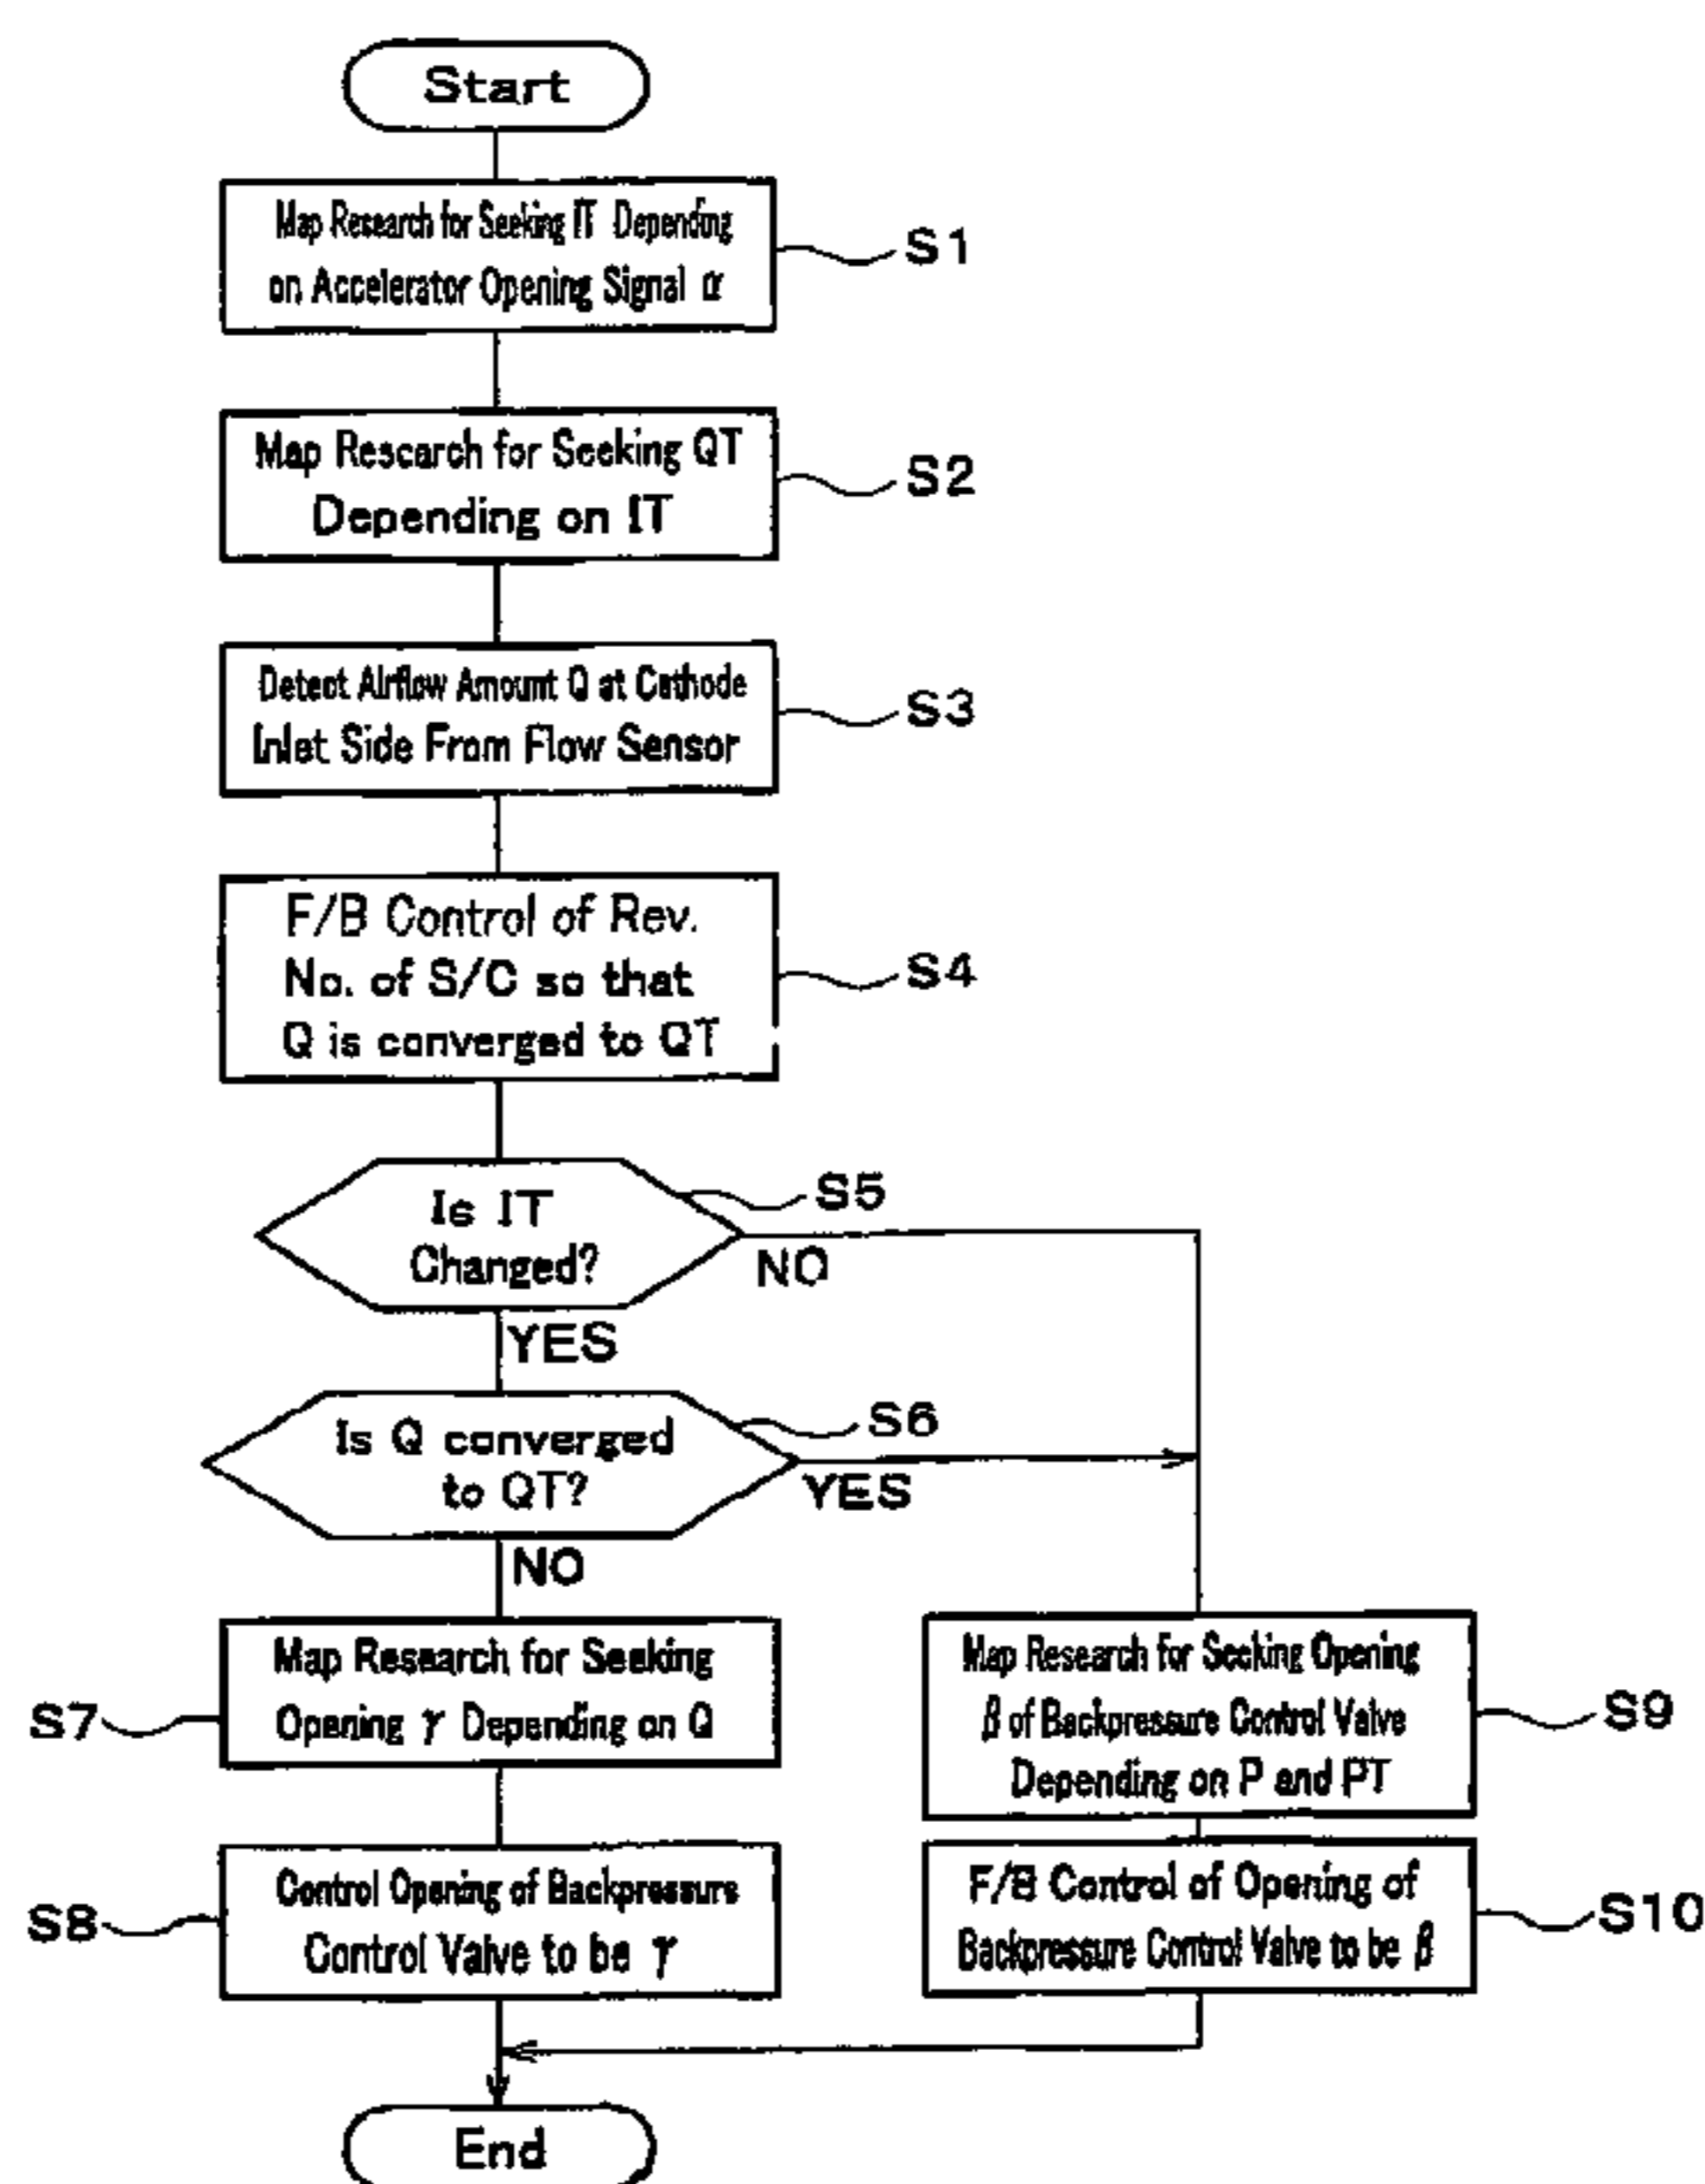 Start
Map Research for Seeking IT Depending
on Accelerator Opening Signal α
S1
Map Research for Seeking QT
Depending on IT
S2
Detect Airflow Amount Q at Cathode
Inlet Side From Flow Sensor
S3
F/B Control of Rev.
No. of S/C so that
Q is converged to QT
S4
Is IT
Changed?
S5
NO
YES
Is Q converged
to QT?
S6
YES
NO
Map Research for Seeking
Opening γ Depending on Q
S7
Map Research for Seeking Opening
β of Backpressure Control Valve
Depending on P and PT
S9
Control Opening of Backpressure
Control Valve to be γ
S8
F/B Control of Opening of
Backpressure Control Valve to be β
S10
End